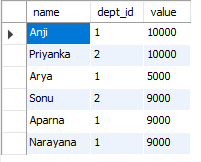 name dept_id value
Anji 1 10000
Priyanka 2 10000
Arya 1 5000
Sonu 2 9000
Aparna 1 9000
Narayana 1 9000